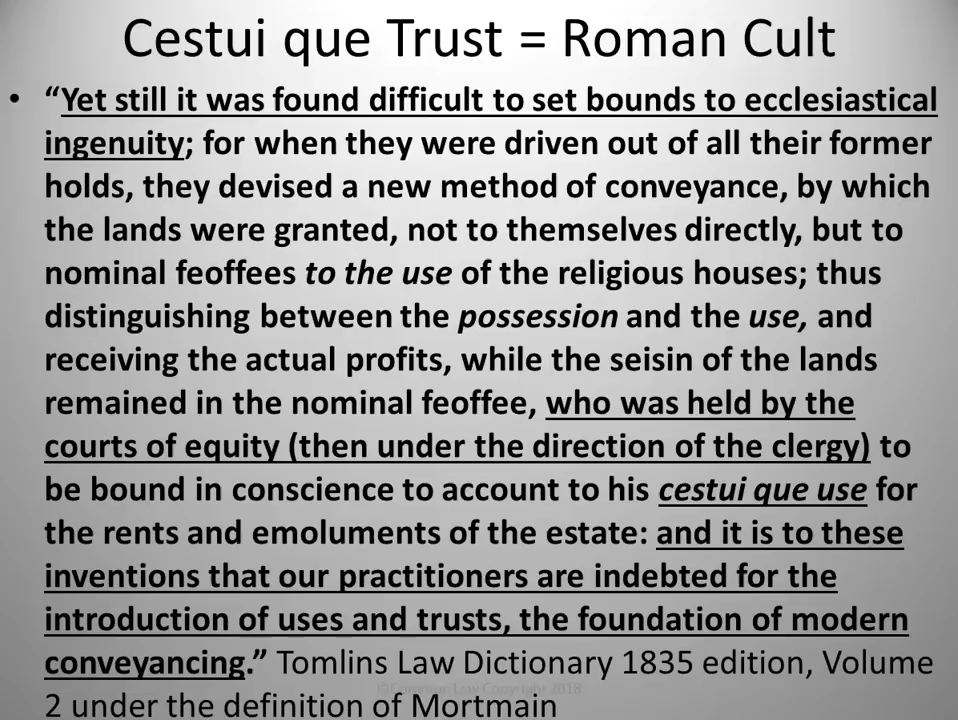 Cestui que Trust = Roman Cult
• “Yet still it was found difficult to set bounds to ecclesiastical
ingenuity; for when they were driven out of all their former
holds, they devised a new method of conveyance, by which
the lands were granted, not to themselves directly, but to
nominal feoffees to the use of the religious houses; thus
distinguishing between the possession and the use, and
receiving the actual profits, while the seisin of the lands
remained in the nominal feoffee, who was held by the
courts of equity (then under the direction of the clergy) to
be bound in conscience to account to his cestui que use for
the rents and emoluments of the estate: and it is to these
inventions that our practitioners are indebted for the
introduction of uses and trusts, the foundation of modern
conveyancing.” Tomlins Law Dictionary 1835 edition, Volume
©Common Law Copyright 2018
2 under the definition of Mortmain